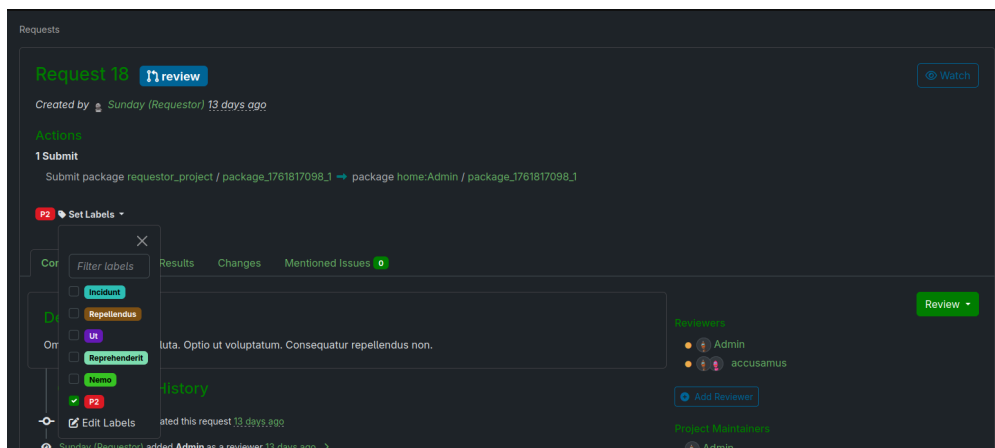 Requests
Request 18 review
Watch
Created by Sunday (Requestor) 13 days ago
Actions
1 Submit
Submit package requestor_project / package_1761817098_1 → package home:Admin / package_1761817098_1
P2 Set Labels
Filter labels
Incidunt
Repellendus
Ut
Reprehenderit
Nemo
P2
Edit Labels
Results Changes Mentioned Issues 0
Review
luta. Optio ut voluptatum. Consequatur repellendus non.
History
ated this request 13 days ago
Sunday (Requestor) added Admin as a reviewer 13 days ago
Reviewers
Admin
accusamus
Add Reviewer
Project Maintainers
Admin